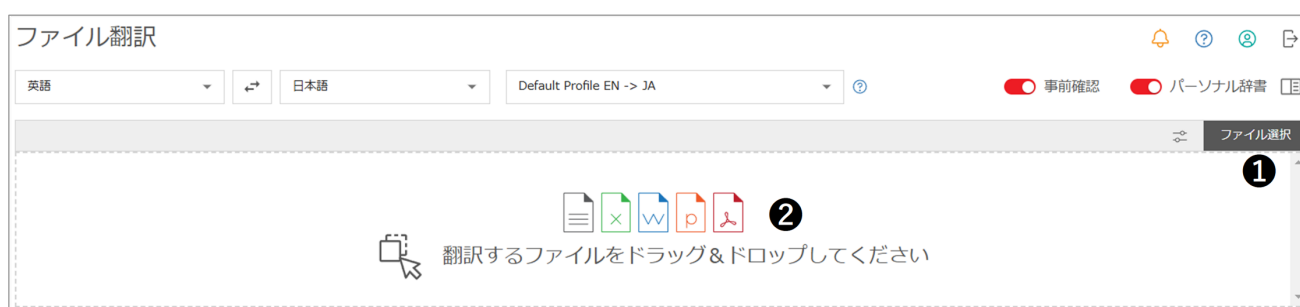 ファイル翻訳
英語
日本語
Default Profile EN -> JA
事前確認
パーソナル辞書
ファイル選択
❶
❷
翻訳するファイルをドラッグ&ドロップしてください